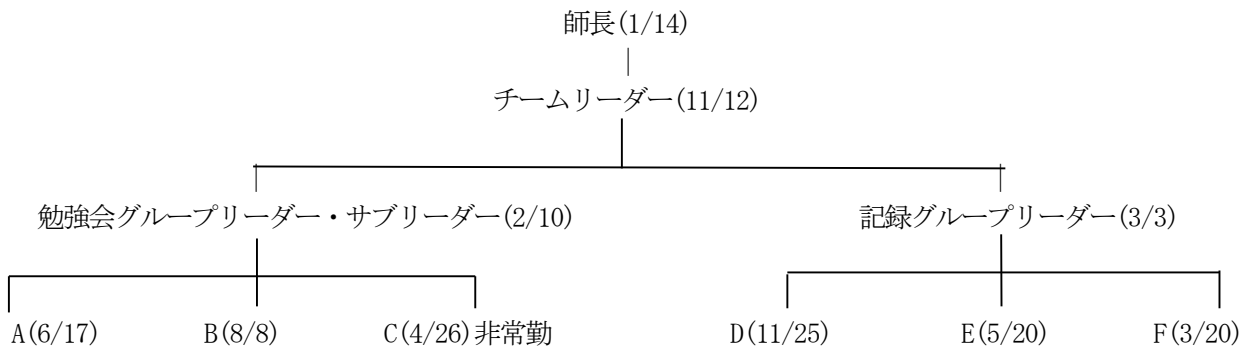 師長(1/14)
チームリーダー(11/12)
勉強会グループリーダー・サブリーダー(2/10) 記録グループリーダー(3/3)
A(6/17) B(8/8) C(4/26)非常勤 D(11/25) E(5/20) F(3/20)